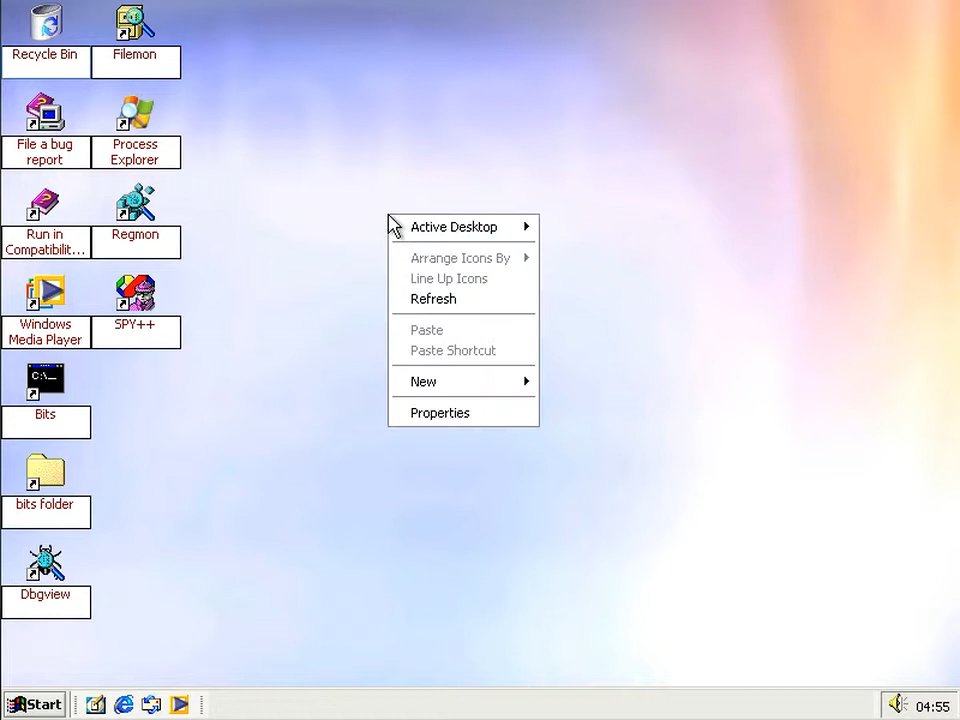 Recycle Bin
Filemon
File a bug
report
Process
Explorer
Run in
Compatibilit...
Regmon
Windows
Media Player
SPY++
C:\_
Bits
bits folder
Dbgview
Active Desktop
Arrange Icons By
Line Up Icons
Refresh
Paste
Paste Shortcut
New
Properties
Start
04:55